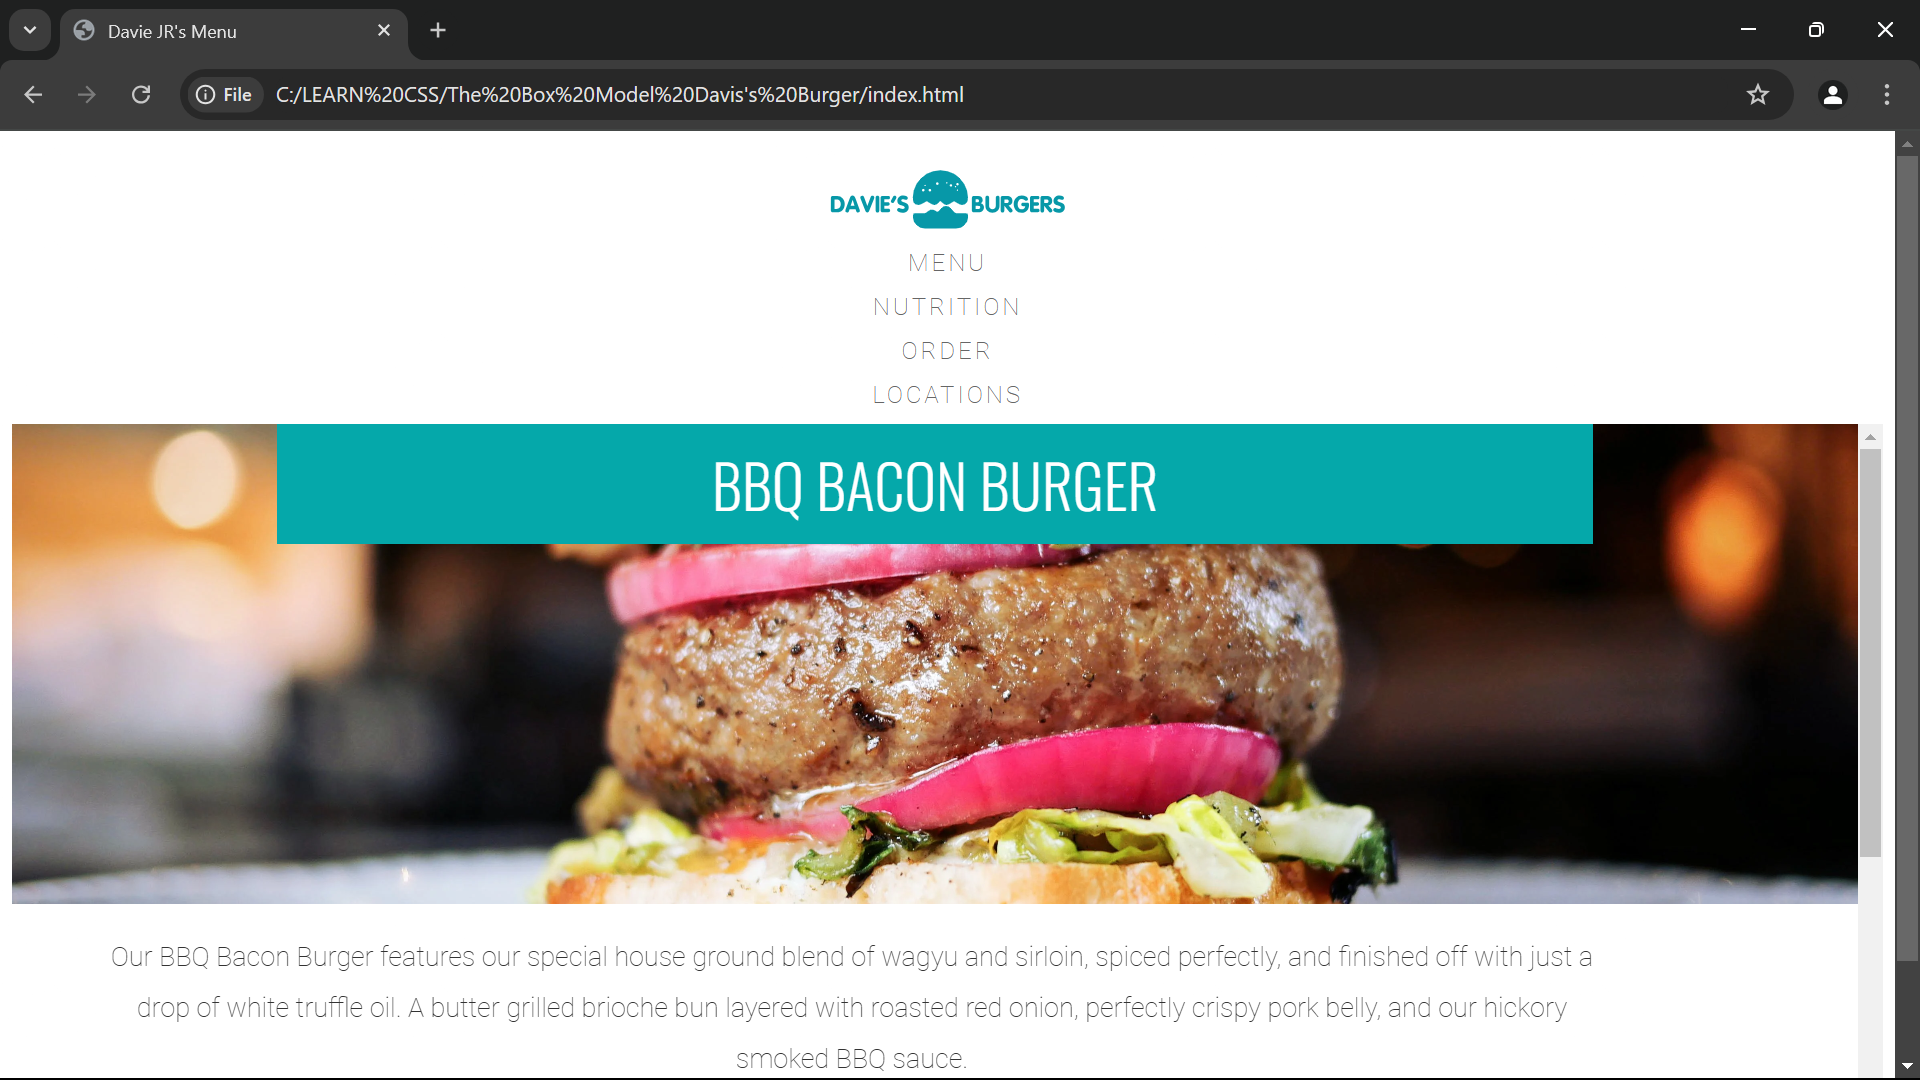 Davie JR's Menu
File C:/LEARN%20CSS/The%20Box%20Model%20Davis's%20Burger/index.html
DAVIE'S BURGERS
MENU
NUTRITION
ORDER
LOCATIONS
BBQ BACON BURGER
Our BBQ Bacon Burger features our special house ground blend of wagyu and sirloin, spiced perfectly, and finished off with just a
drop of white truffle oil. A butter grilled brioche bun layered with roasted red onion, perfectly crispy pork belly, and our hickory
smoked BBQ sauce.